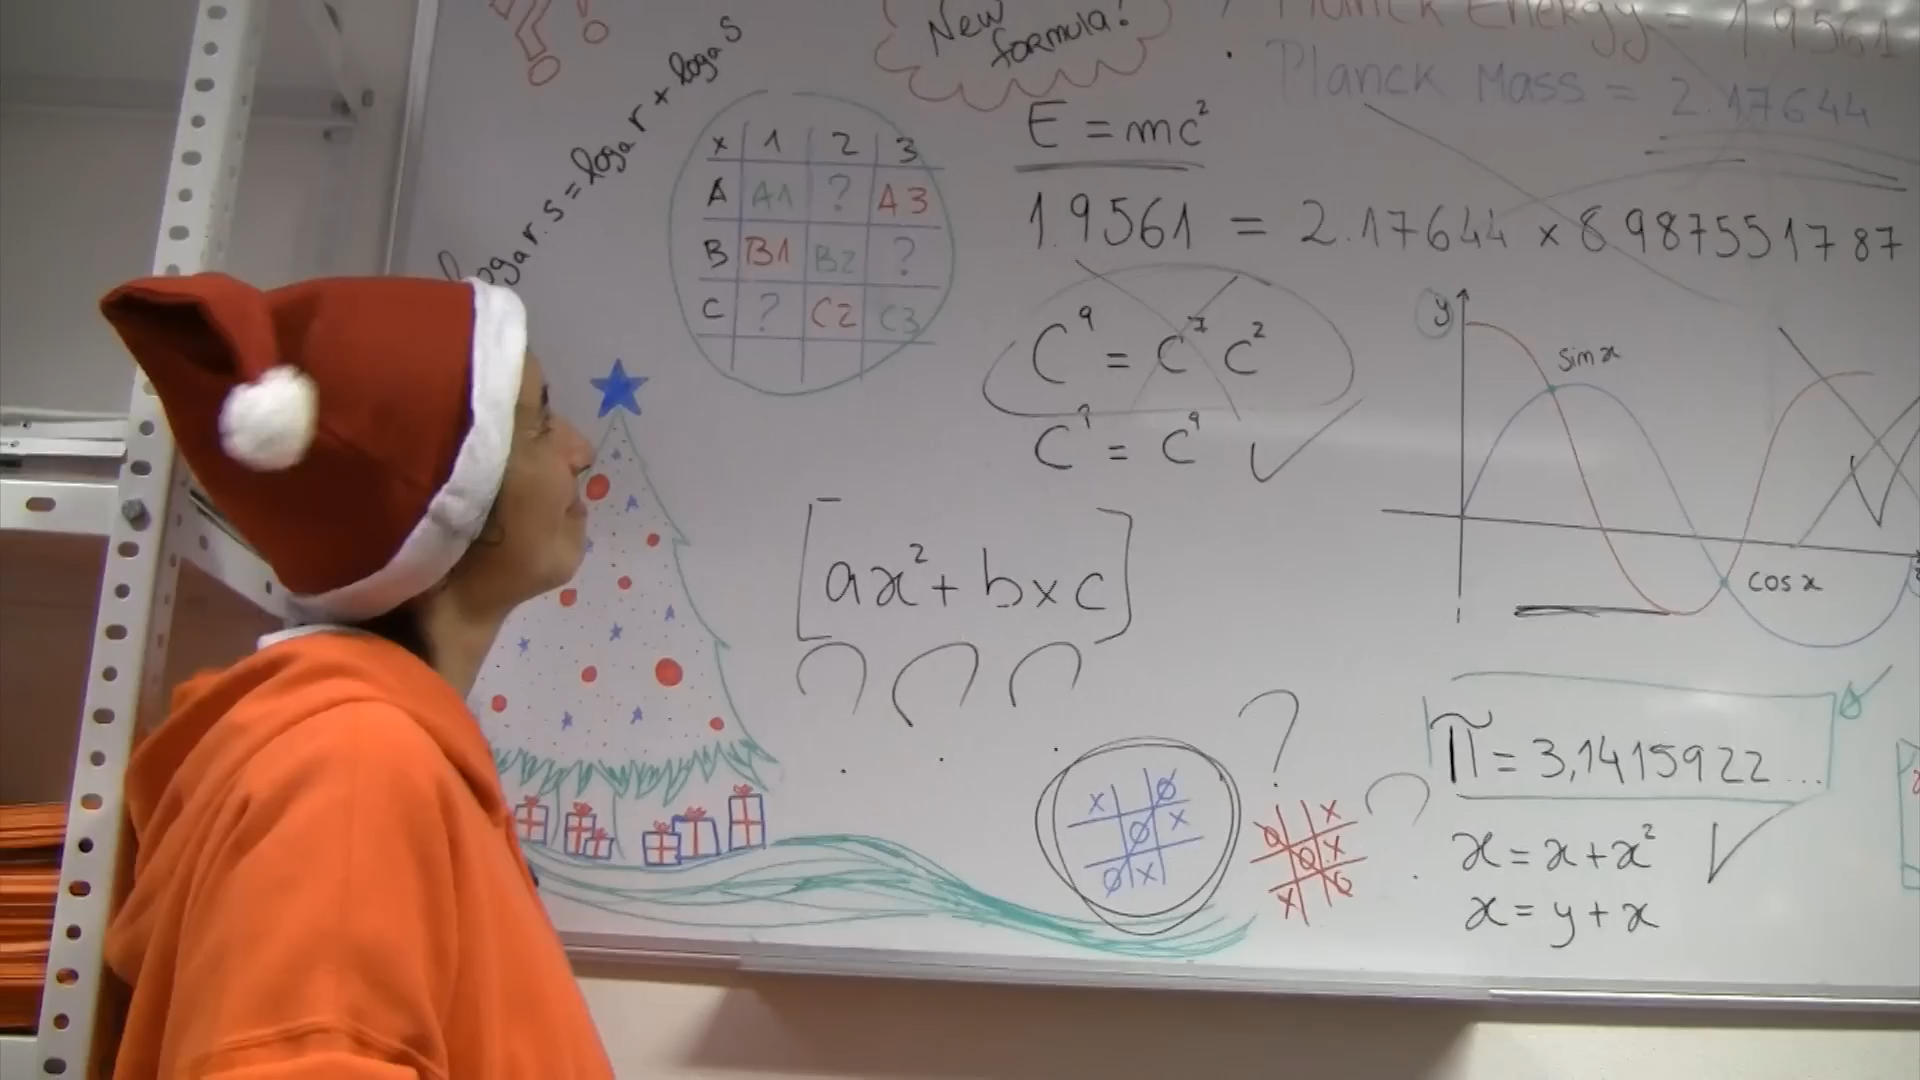 ?!
log a r.s = log a r × log a s
New
formula!
? Planck Energy = 1.9561
Planck Mass = 2.17644
E = mc²
1.9561 = 2.17644 × 8.987551787
x 1 2 3
A A1 ? A3
B B1 B2 ?
C ? C2 C3
C⁹ = C⁷ C²
C⁹ = C⁹
y
sin x
cos x
[ax² + bxc]
? ? ?
?
X Ø
Ø X
Ø X
X
Ø X
X
?
π = 3,1415922 ...
x = x + x²
x = y + x